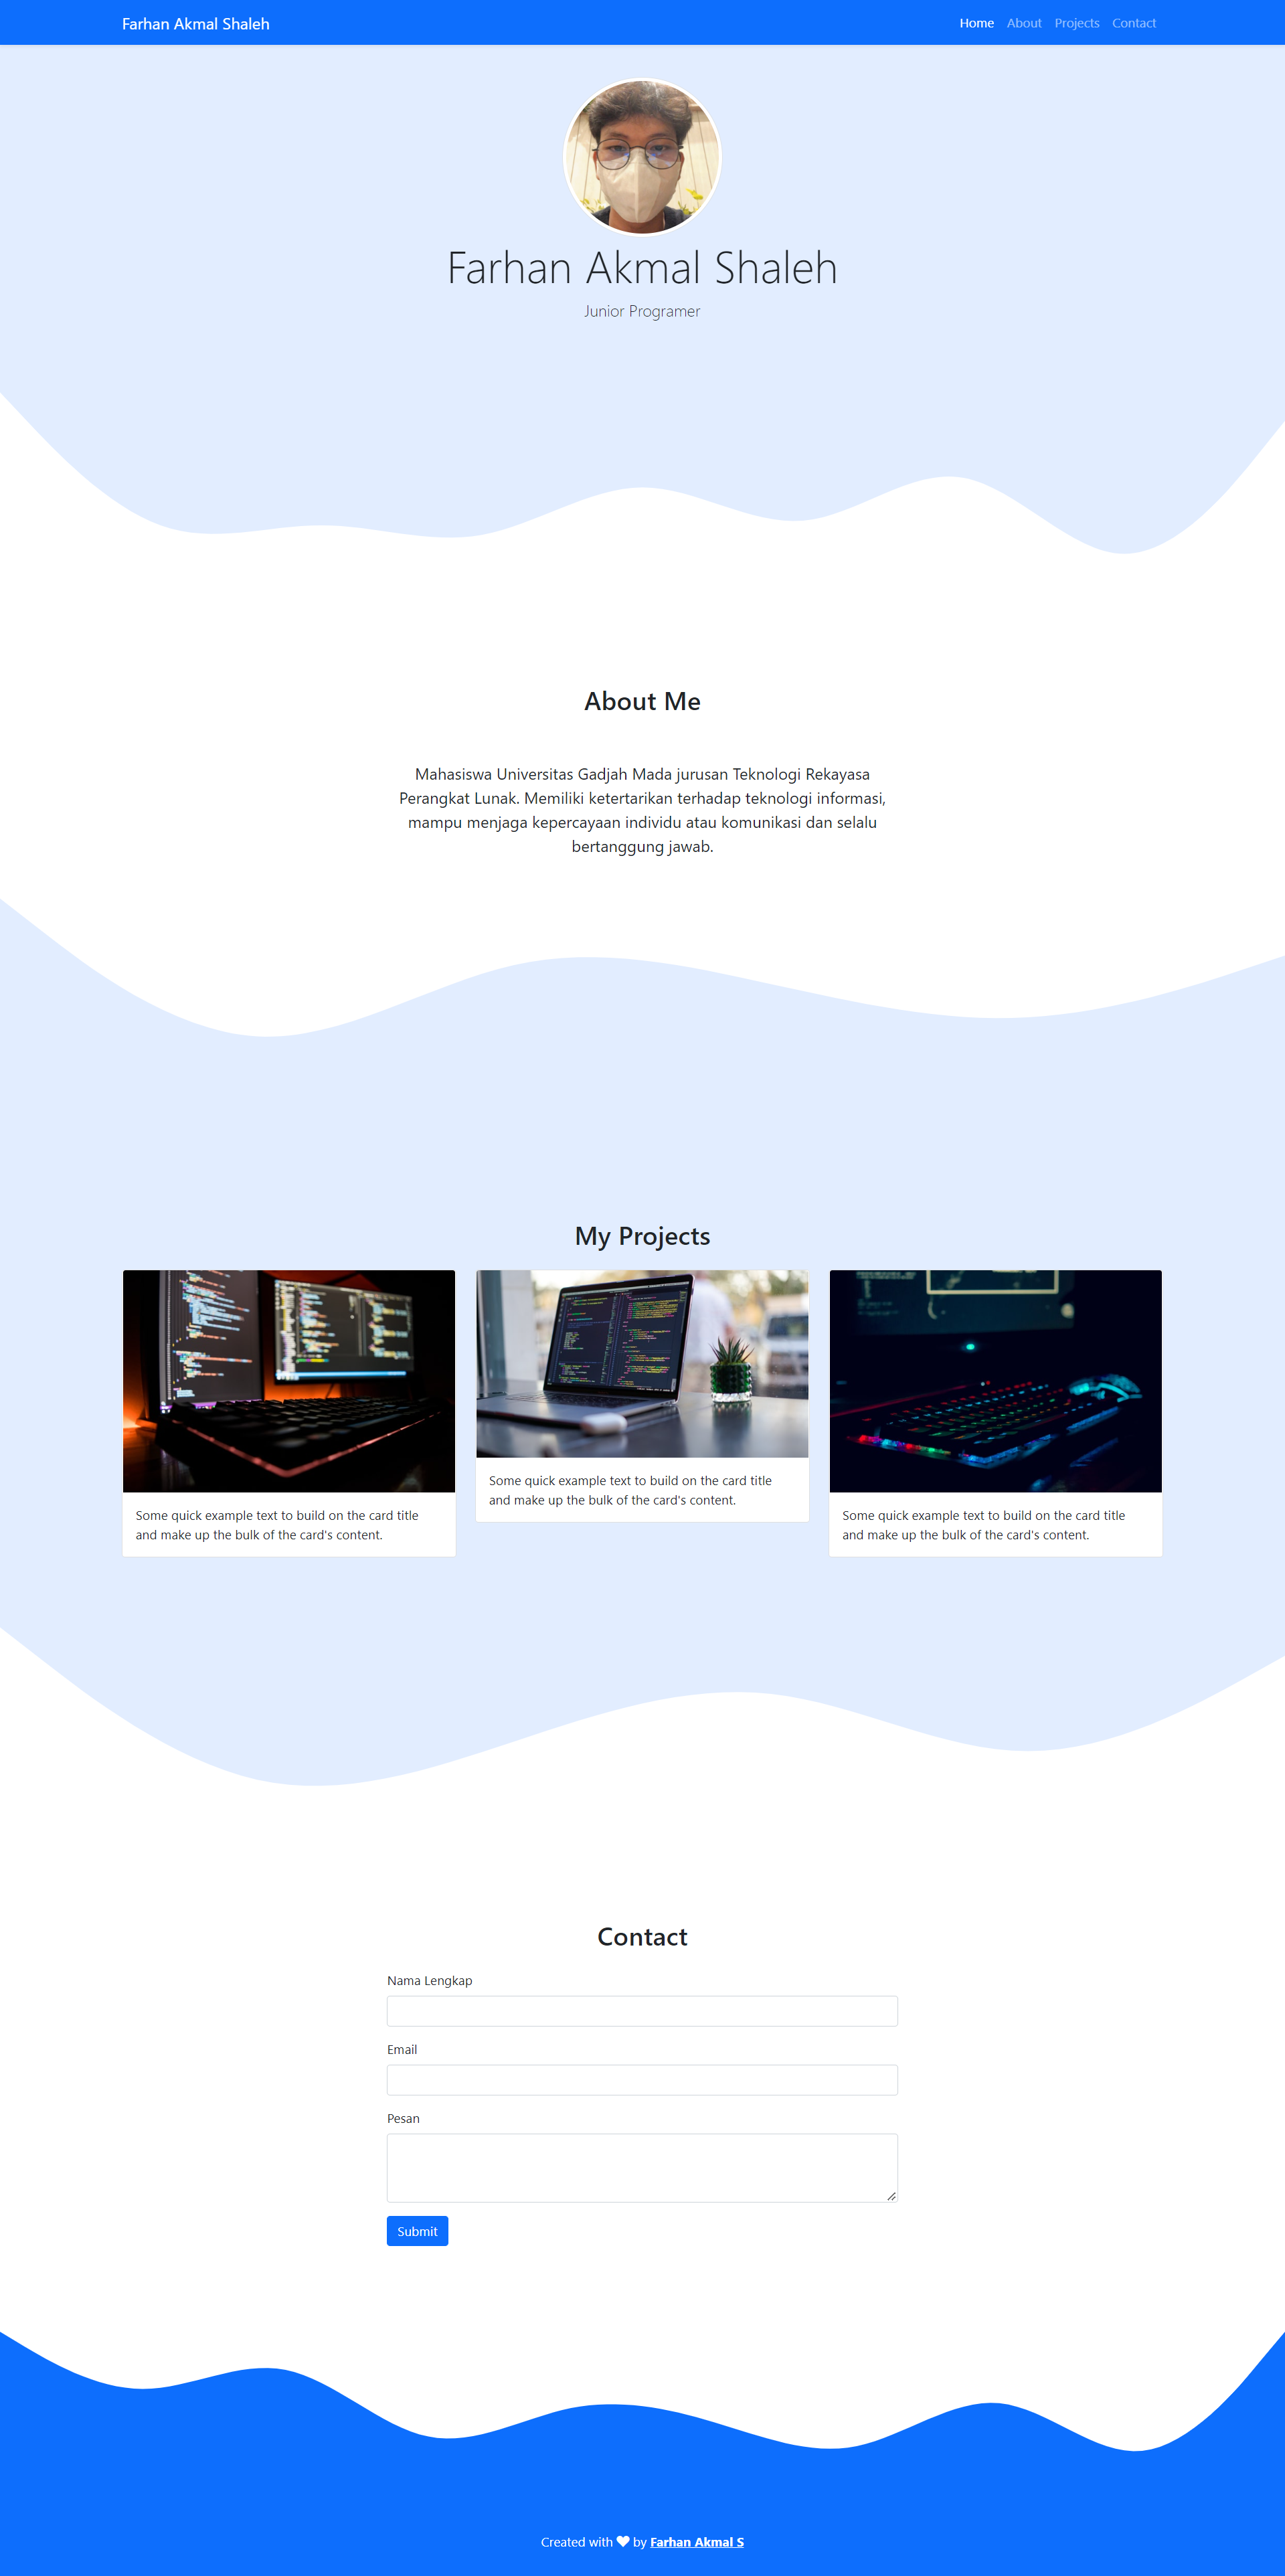 Farhan Akmal Shaleh
Home About Projects Contact
Farhan Akmal Shaleh
Junior Programer
About Me
Mahasiswa Universitas Gadjah Mada jurusan Teknologi Rekayasa
Perangkat Lunak. Memiliki ketertarikan terhadap teknologi informasi,
mampu menjaga kepercayaan individu atau komunikasi dan selalu
bertanggung jawab.
My Projects
Some quick example text to build on the card title
and make up the bulk of the card's content.
Some quick example text to build on the card title
and make up the bulk of the card's content.
Some quick example text to build on the card title
and make up the bulk of the card's content.
Contact
Nama Lengkap
Email
Pesan
Submit
Created with ❤ by Farhan Akmal S